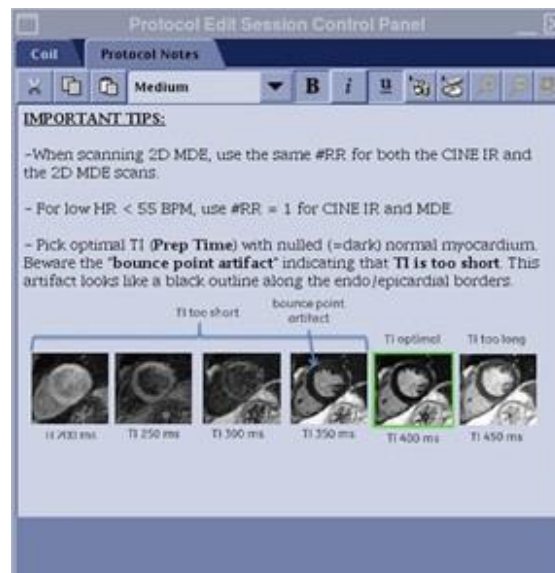 Protocol Edit Session Control Panel
Coil Protocol Notes
Medium B i u
IMPORTANT TIPS:
-When scanning 2D MDE, use the same #RR for both the CINE IR and
the 2D MDE scans.
- For low HR < 55 BPM, use #RR = 1 for CINE IR and MDE
- Pick optimal TI (Prep Time) with nulled (=dark) normal myocardium.
Beware the "bounce point artifact" indicating that TI is too short. This
artifact looks like a black outline along the endo/epicardial borders.
TI too short
bounce point
artifact
TI optimal TI too long
TI 200 ms TI 250 ms TI 300 ms TI 350 ms TI 400 ms TI 450 ms